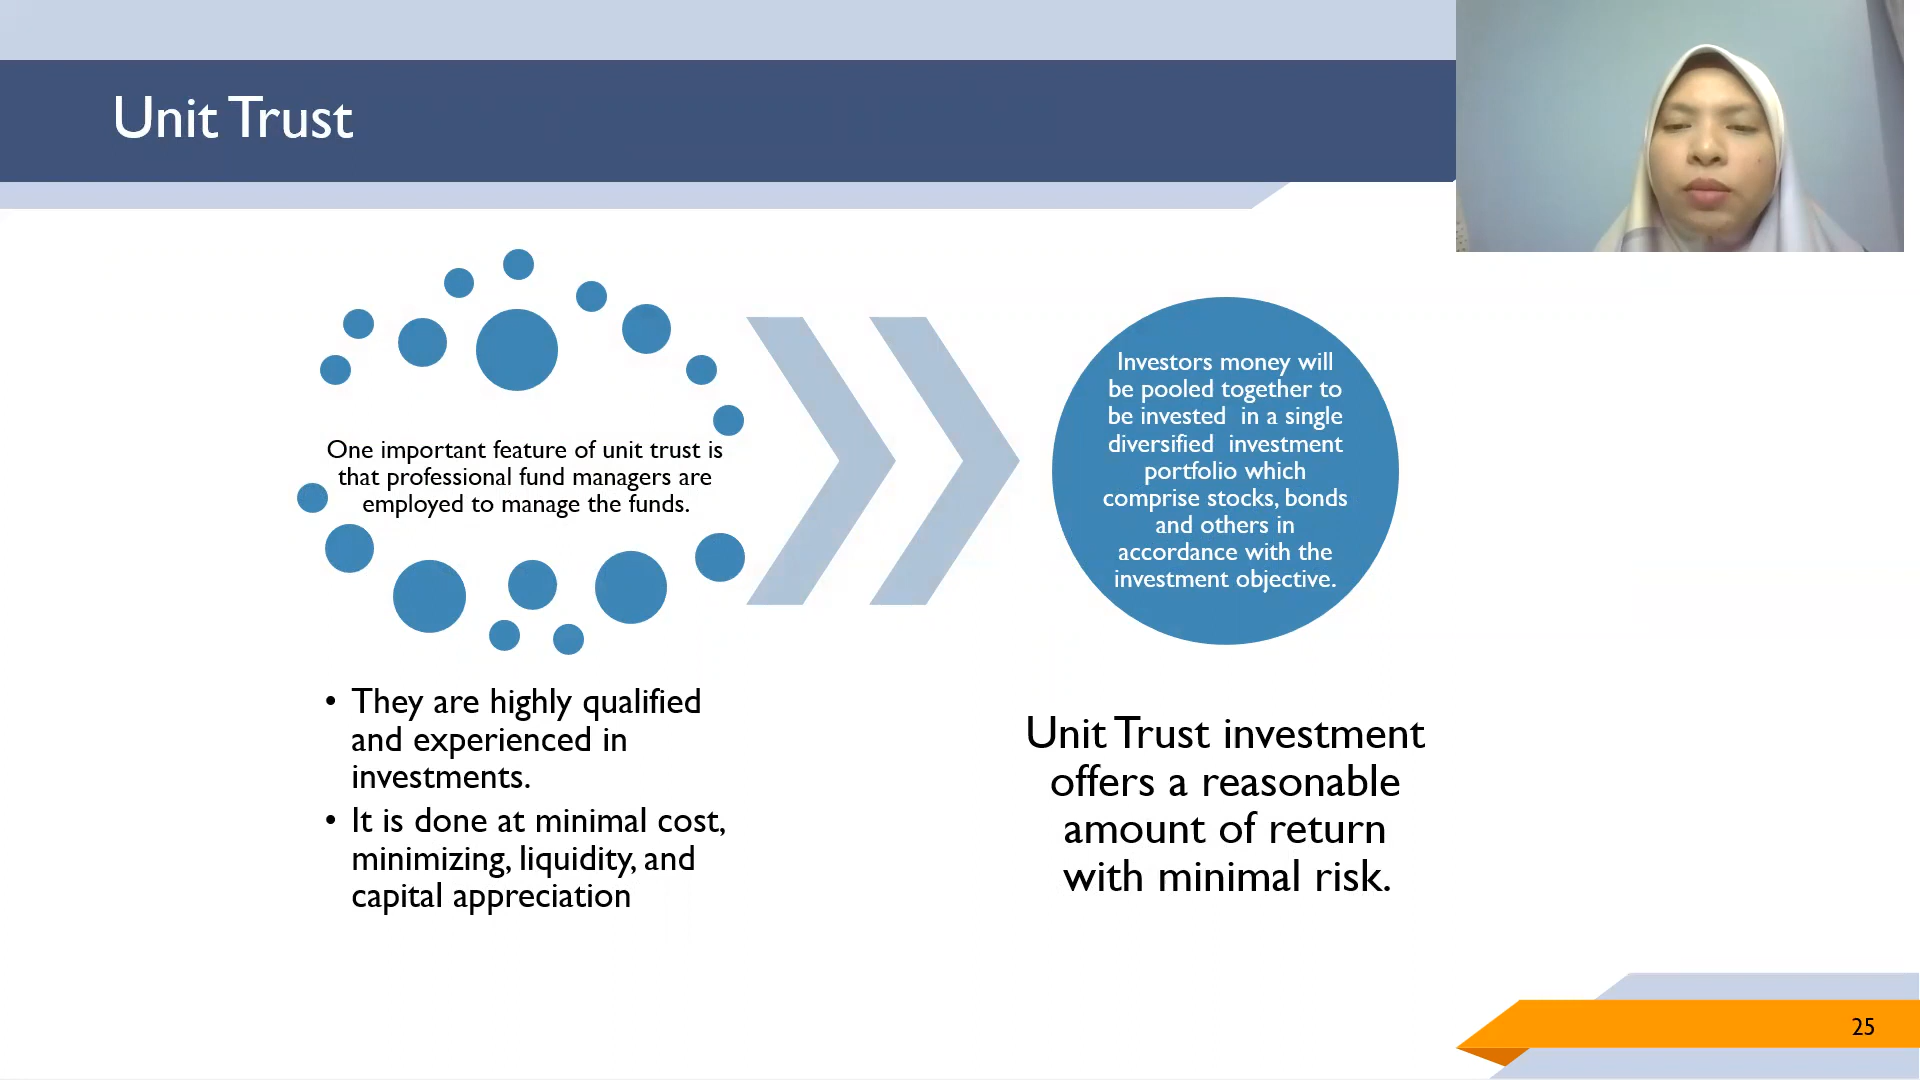 Unit Trust
One important feature of unit trust is
that professional fund managers are
employed to manage the funds.
• They are highly qualified
and experienced in
investments.
• It is done at minimal cost,
minimizing, liquidity, and
capital appreciation
Investors money will
be pooled together to
be invested  in a single
diversified  investment
portfolio which
comprise stocks, bonds
and others in
accordance with the
investment objective.
Unit Trust investment
offers a reasonable
amount of return
with minimal risk.
25